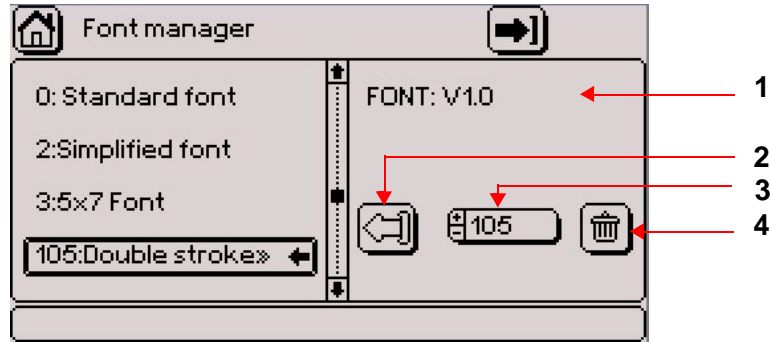 Font manager
0: Standard font
2:Simplified font
3:5x7 Font
105:Double stroke»
FONT: V1.0
105
1
2
3
4